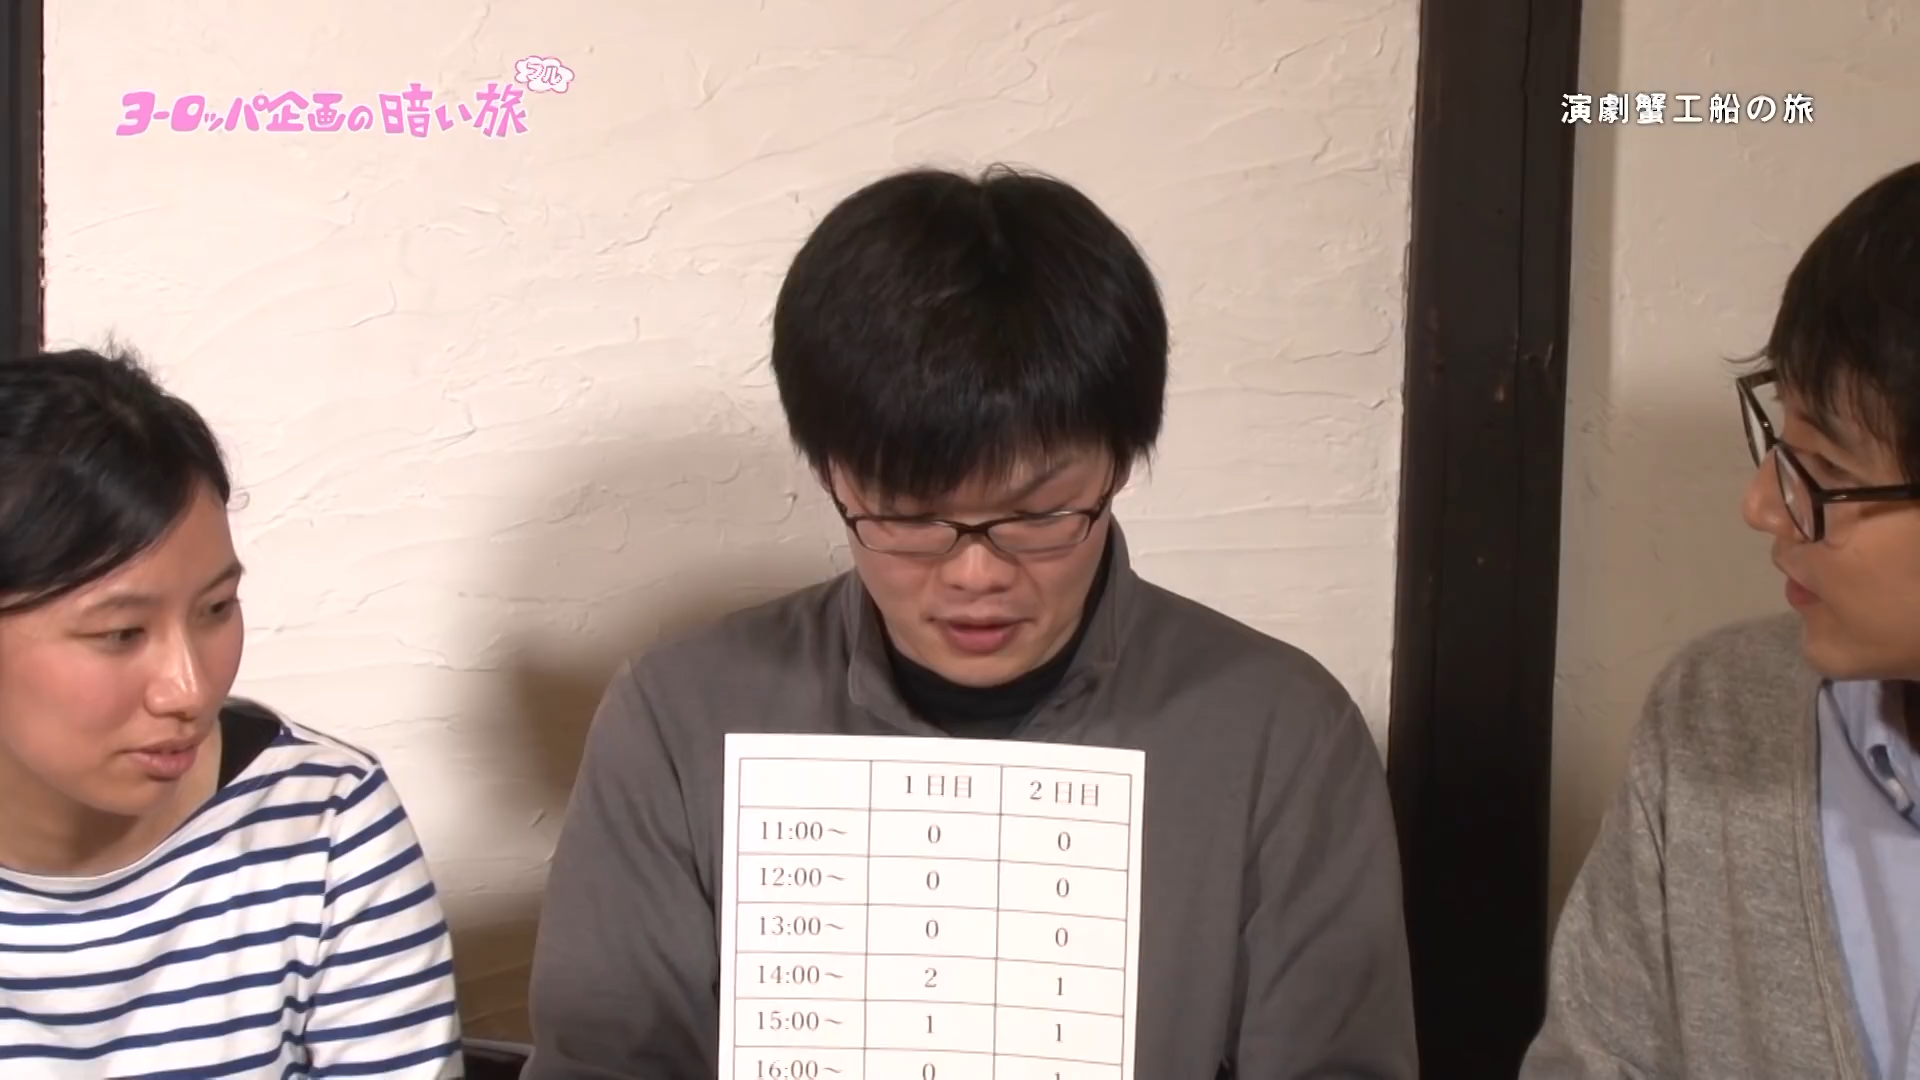 ヨーロッパ企画の暗い旅
フル
演劇蟹工船の旅
1日目 2日目
11:00〜 0 0
12:00〜 0 0
13:00〜 0 0
14:00〜 2 1
15:00〜 1 1
16:00〜 0 1